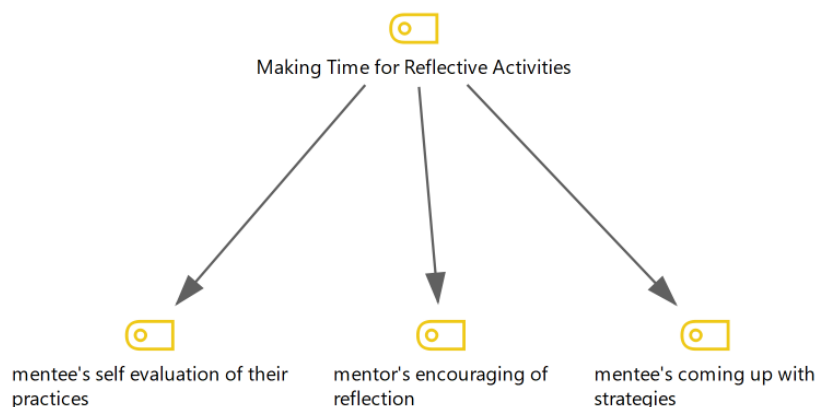 Making Time for Reflective Activities
mentee's self evaluation of their
practices
mentor's encouraging of
reflection
mentee's coming up with
strategies